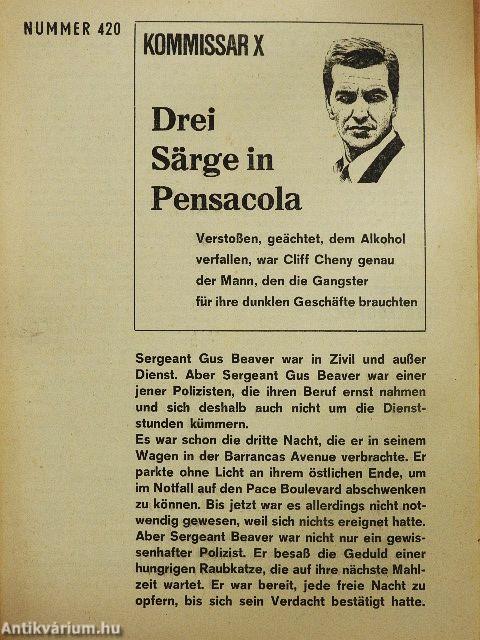 NUMMER 420
KOMMISSAR X
Drei
Särge in
Pensacola
Verstoßen, geächtet, dem Alkohol
verfallen, war Cliff Cheny genau
der Mann, den die Gangster
für ihre dunklen Geschäfte brauchten
Sergeant Gus Beaver war in Zivil und außer
Dienst. Aber Sergeant Gus Beaver war einer
jener Polizisten, die ihren Beruf ernst nahmen
und sich deshalb auch nicht um die Dienst-
stunden kümmern.
Es war schon die dritte Nacht, die er in seinem
Wagen in der Barrancas Avenue verbrachte. Er
parkte ohne Licht an ihrem östlichen Ende, um
im Notfall auf den Pace Boulevard abschwenken
zu können. Bis jetzt war es allerdings nicht not-
wendig gewesen, weil sich nichts ereignet hatte.
Aber Sergeant Beaver war nicht nur ein gewis-
senhafter Polizist. Er besaß die Geduld einer
hungrigen Raubkatze, die auf ihre nächste Mahl-
zeit wartet. Er war bereit, jede freie Nacht zu
opfern, bis sich sein Verdacht bestätigt hatte.
Antikvárium.hu